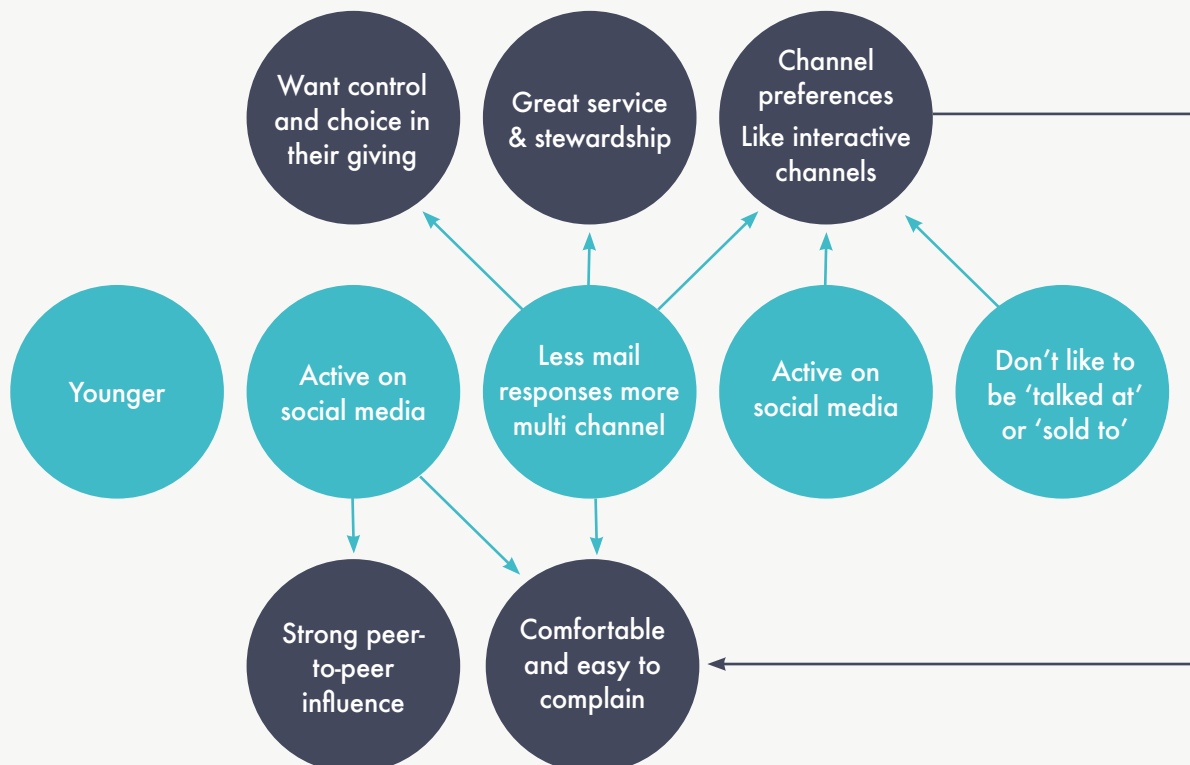 Want control
and choice in
their giving
Great service
& stewardship
Channel
preferences
Like interactive
channels
Younger
Active on
social media
Less mail
responses more
multi channel
Active on
social media
Don’t like to
be ‘talked at’
or ‘sold to’
Strong peer-
to-peer
influence
Comfortable
and easy to
complain